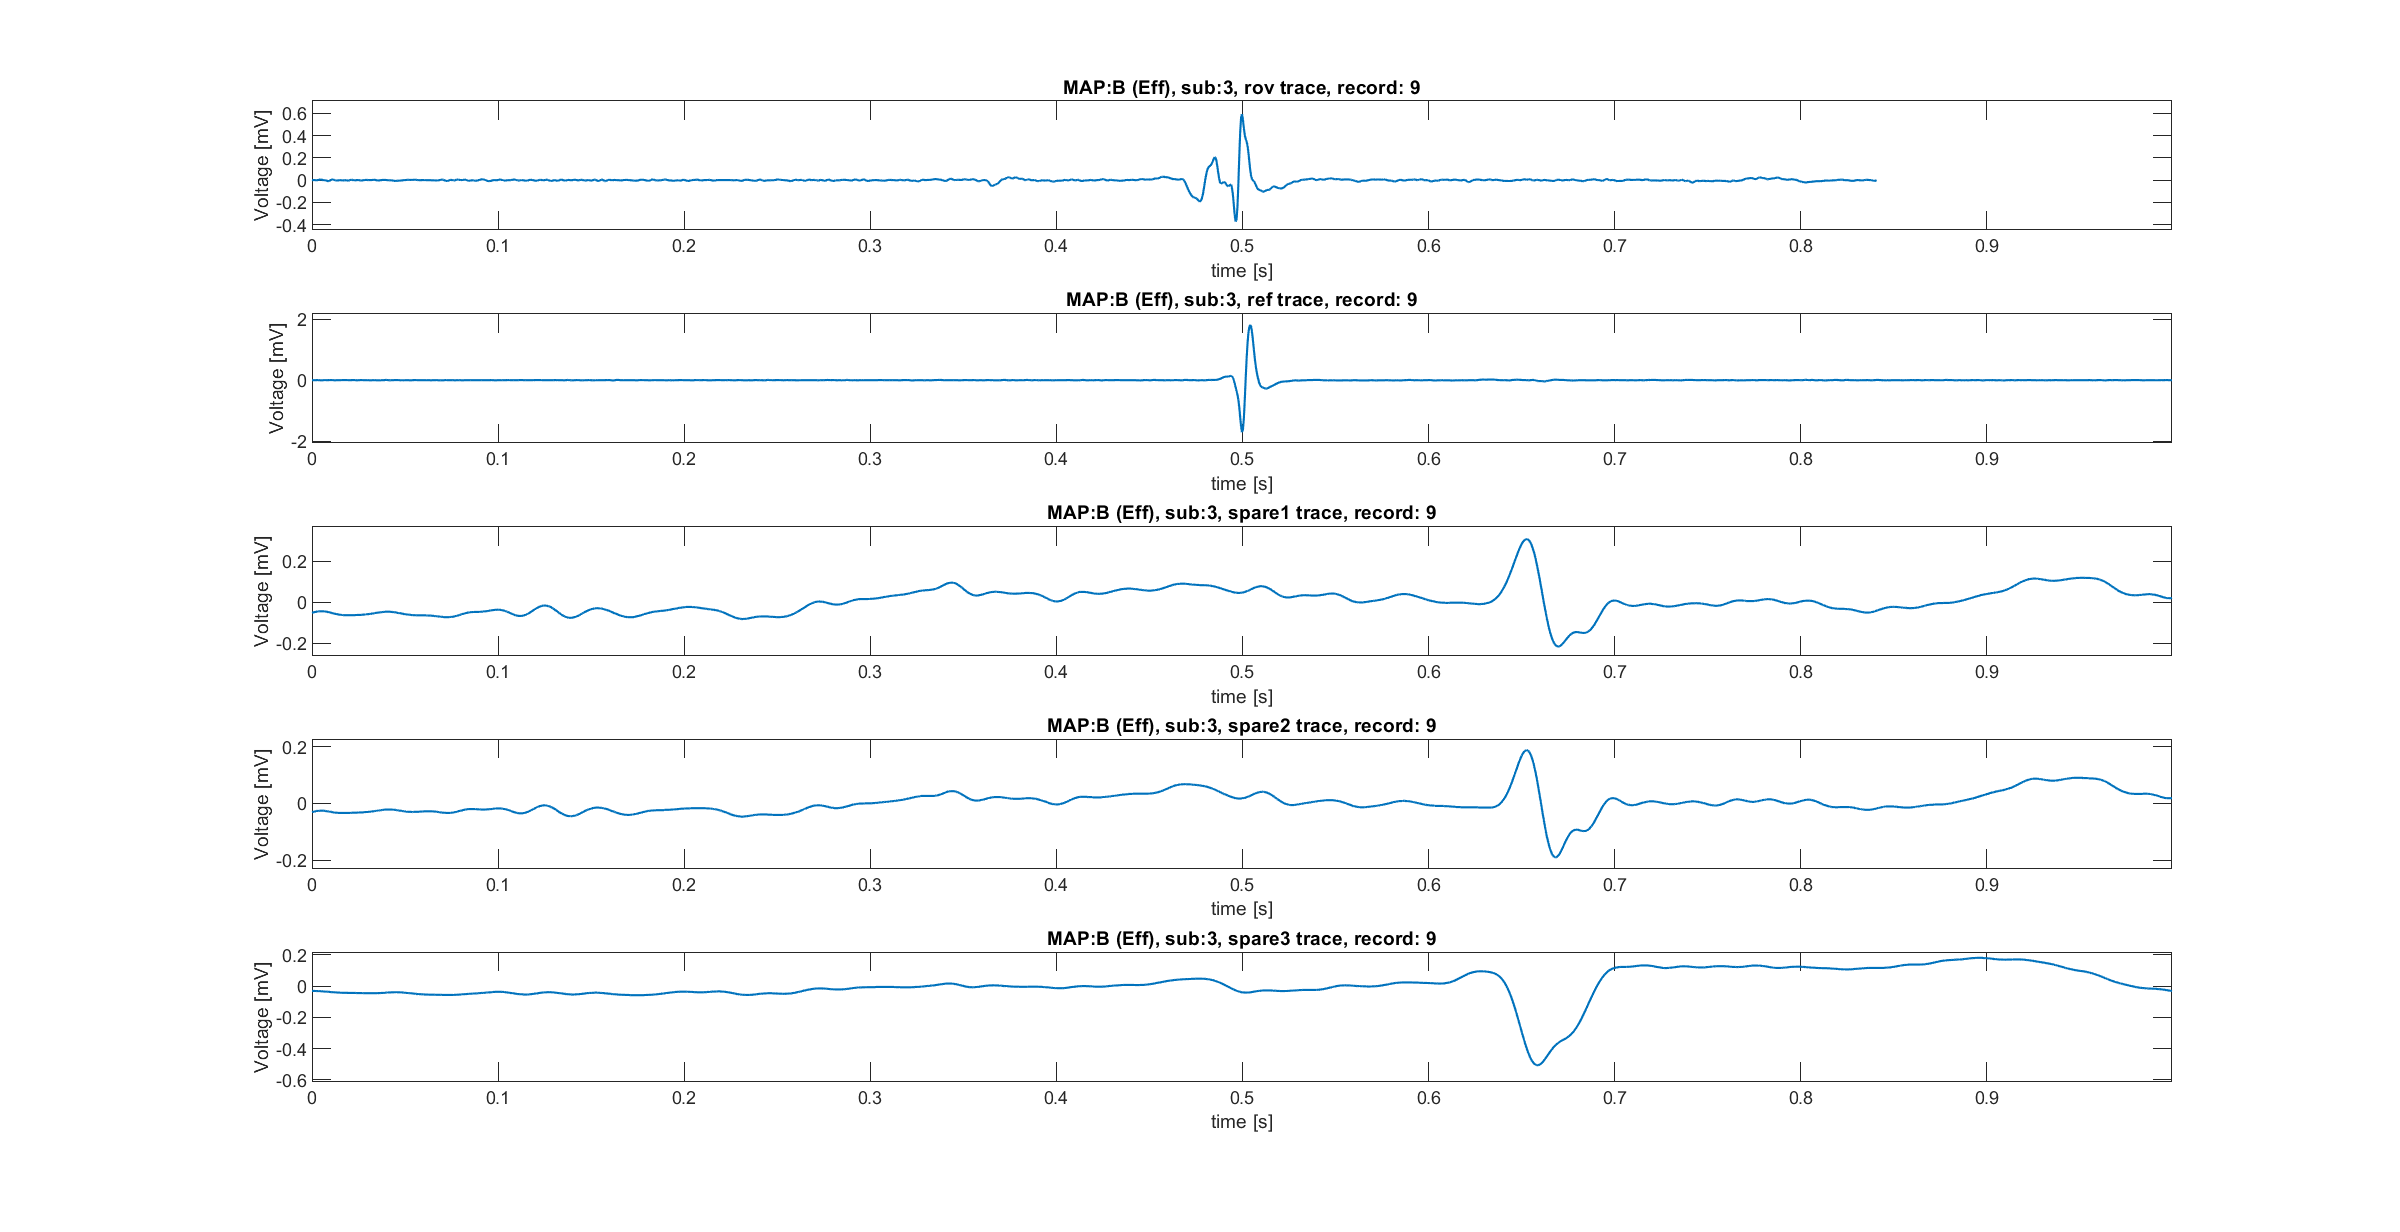 MAP:B (Eff), sub:3, rov trace, record: 9
Voltage [mV]
0.6
0.4
0.2
0
-0.2
-0.4
0 0.1 0.2 0.3 0.4 0.5 0.6 0.7 0.8 0.9
time [s]
MAP:B (Eff), sub:3, ref trace, record: 9
Voltage [mV]
2
0
-2
0 0.1 0.2 0.3 0.4 0.5 0.6 0.7 0.8 0.9
time [s]
MAP:B (Eff), sub:3, spare1 trace, record: 9
Voltage [mV]
0.2
0
-0.2
0 0.1 0.2 0.3 0.4 0.5 0.6 0.7 0.8 0.9
time [s]
MAP:B (Eff), sub:3, spare2 trace, record: 9
Voltage [mV]
0.2
0
-0.2
0 0.1 0.2 0.3 0.4 0.5 0.6 0.7 0.8 0.9
time [s]
MAP:B (Eff), sub:3, spare3 trace, record: 9
Voltage [mV]
0.2
0
-0.2
-0.4
-0.6
0 0.1 0.2 0.3 0.4 0.5 0.6 0.7 0.8 0.9
time [s]